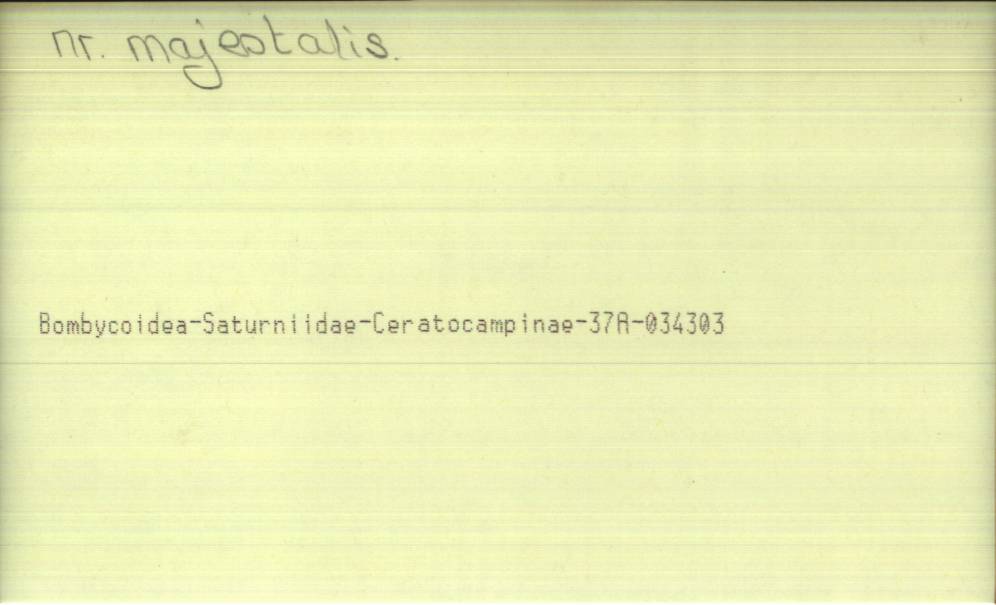 nr. majestalis.
Bombycoidea-Saturniidae-Ceratocampinae-37A-034303